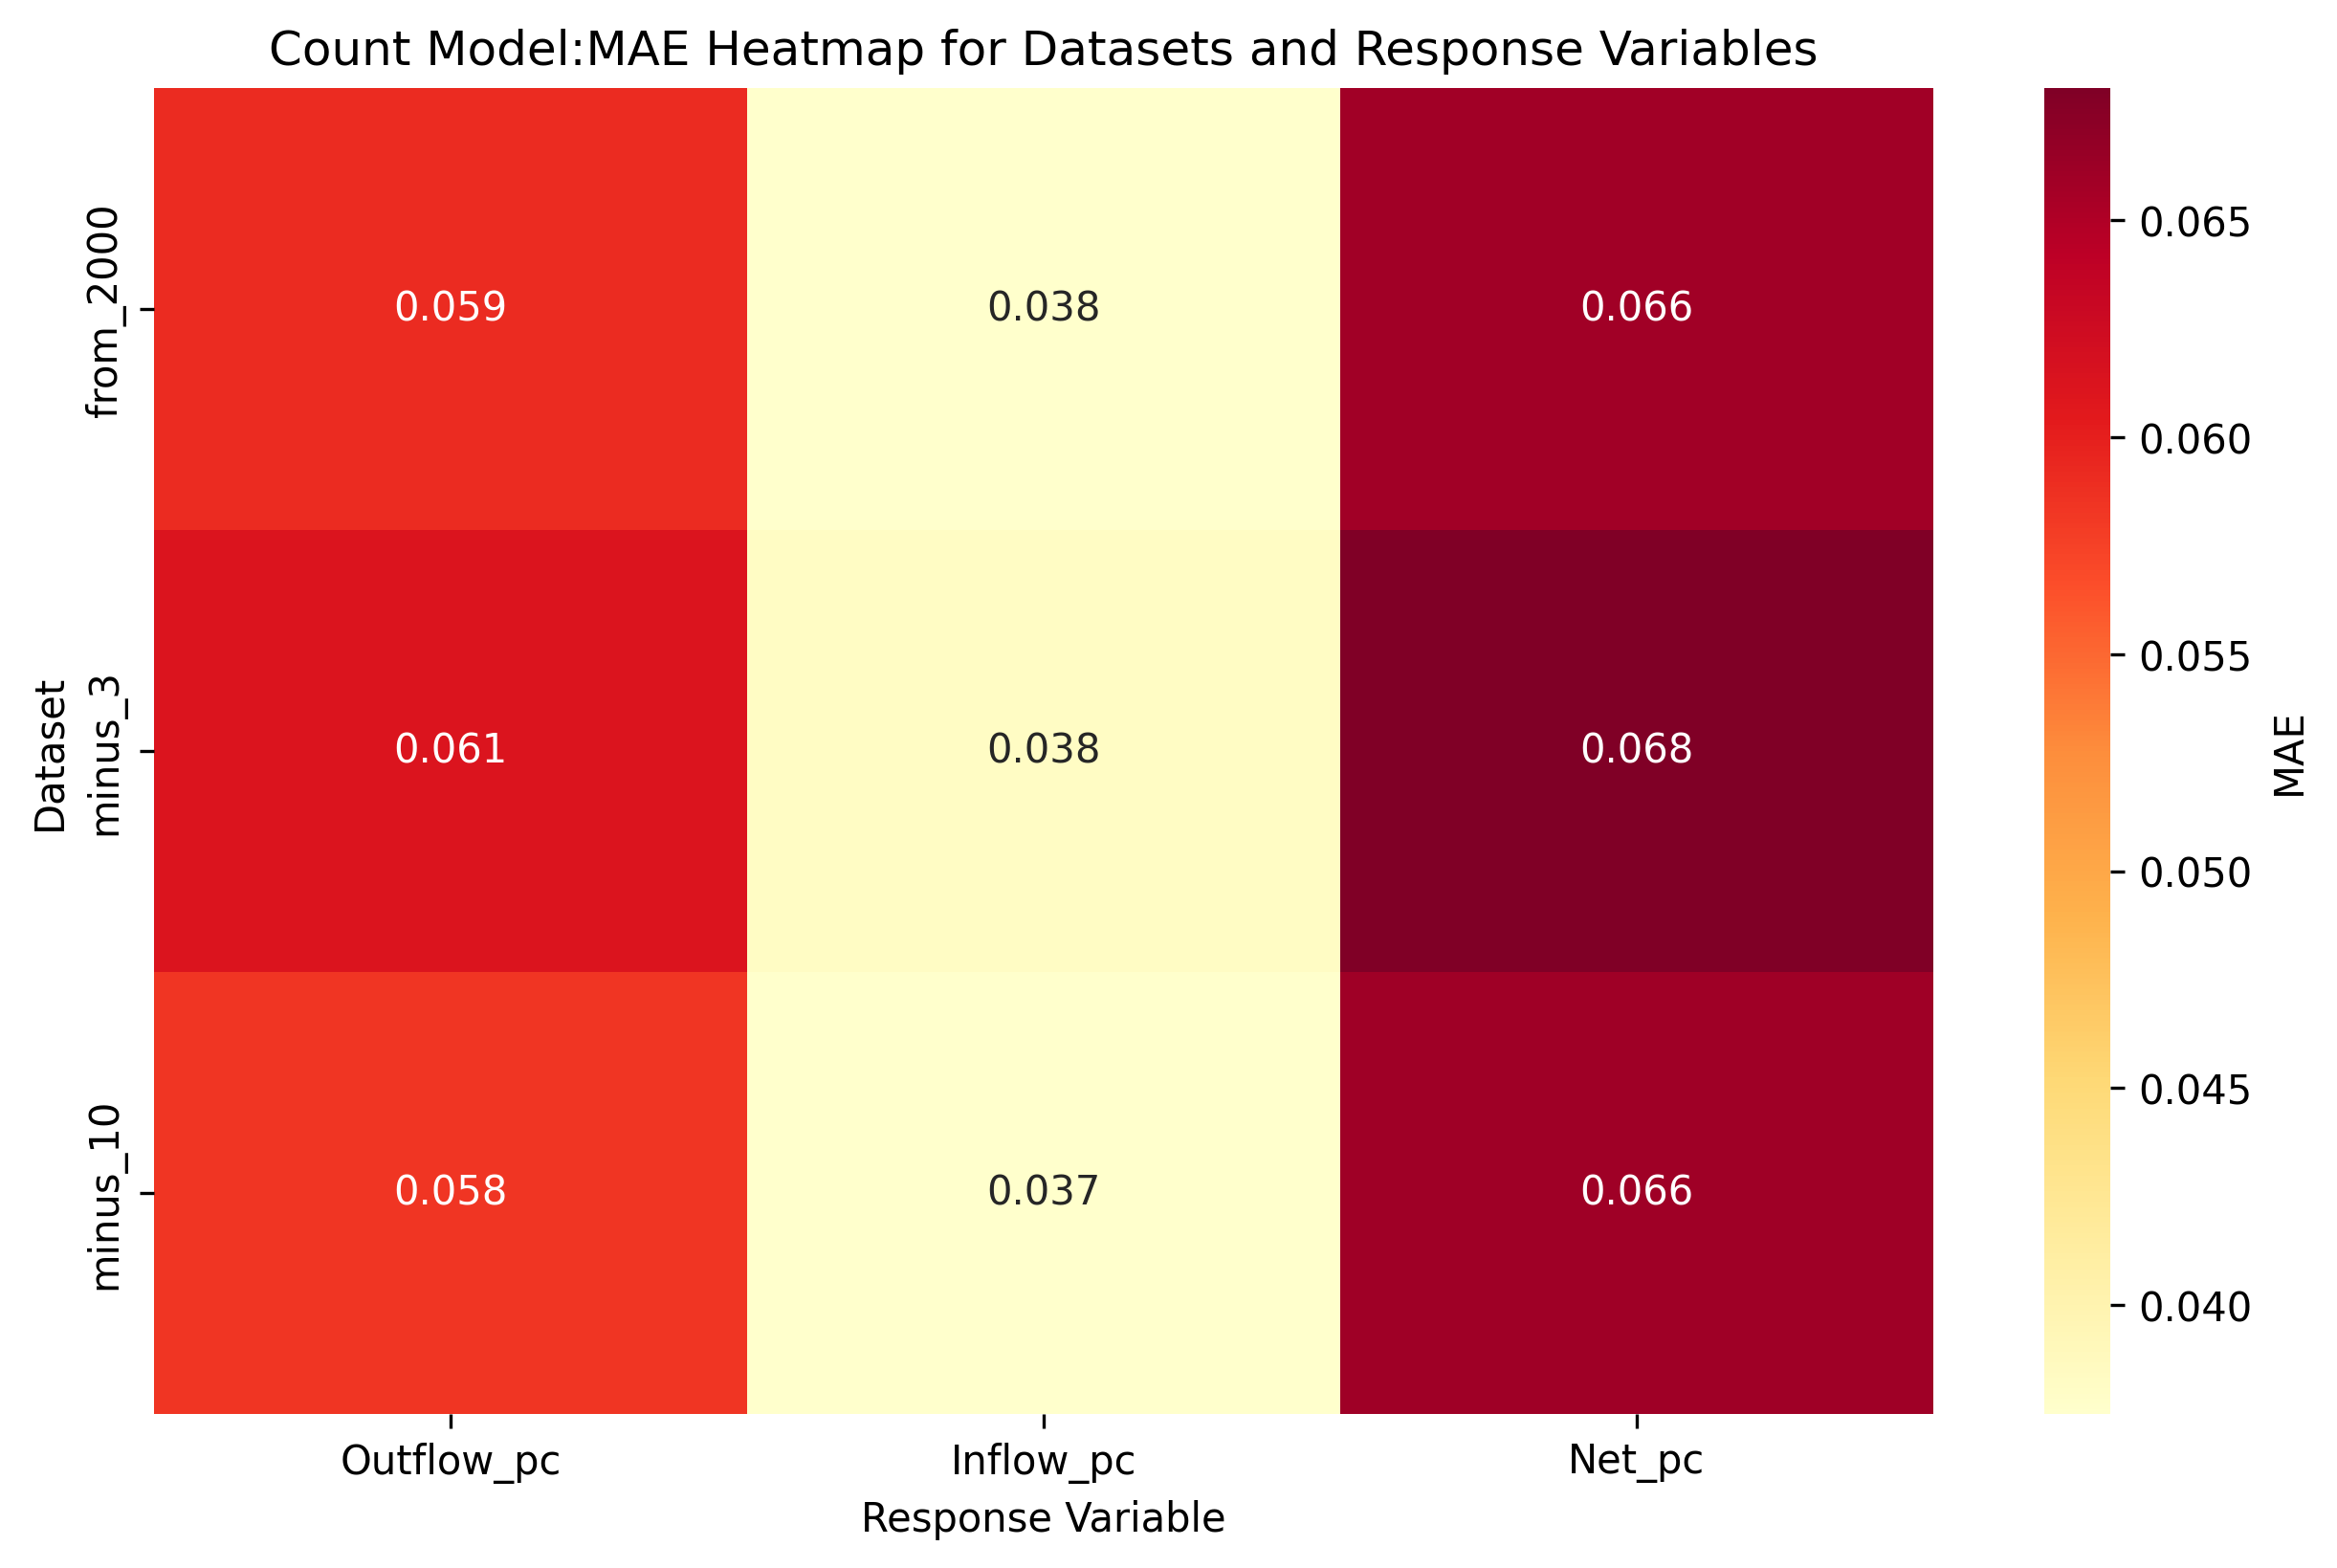 Count Model:MAE Heatmap for Datasets and Response Variables
Dataset
from_2000
0.059
0.038
0.066
minus_3
0.061
0.038
0.068
minus_10
0.058
0.037
0.066
Outflow_pc
Inflow_pc
Net_pc
Response Variable
0.065
0.060
0.055
0.050
0.045
0.040
MAE